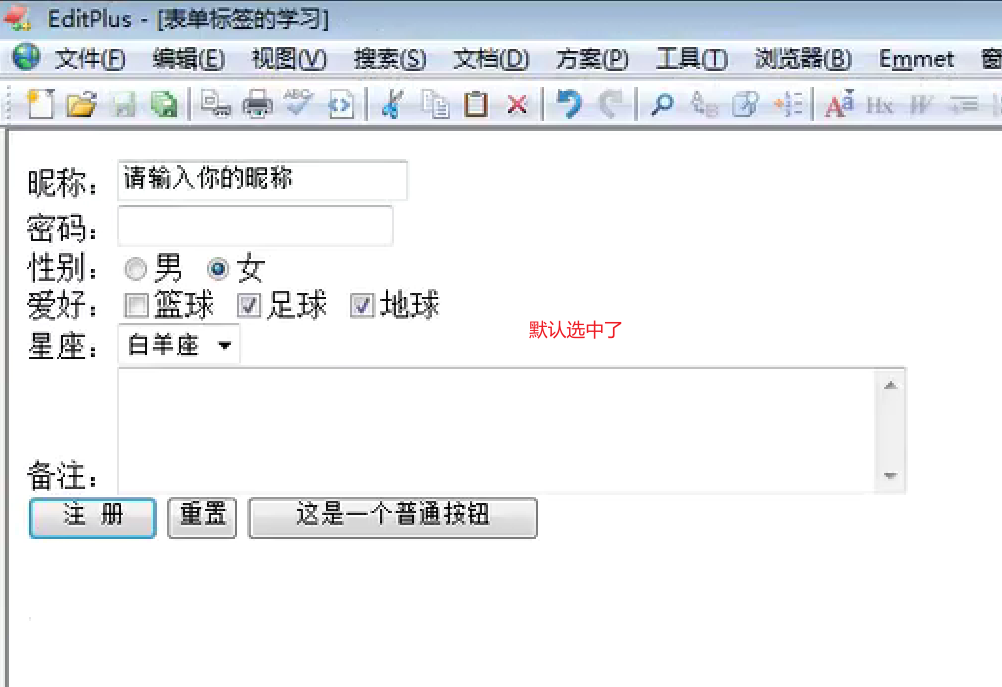 EditPlus - [表单标签的学习]
文件(F) 编辑(E) 视图(V) 搜索(S) 文档(D) 方案(P) 工具(T) 浏览器(B) Emmet 窗
ABC Hx W
昵称： 请输入你的昵称
密码：
性别： 男 女
爱好： 篮球 足球 地球
默认选中了
星座： 白羊座
备注：
注 册 重置 这是一个普通按钮